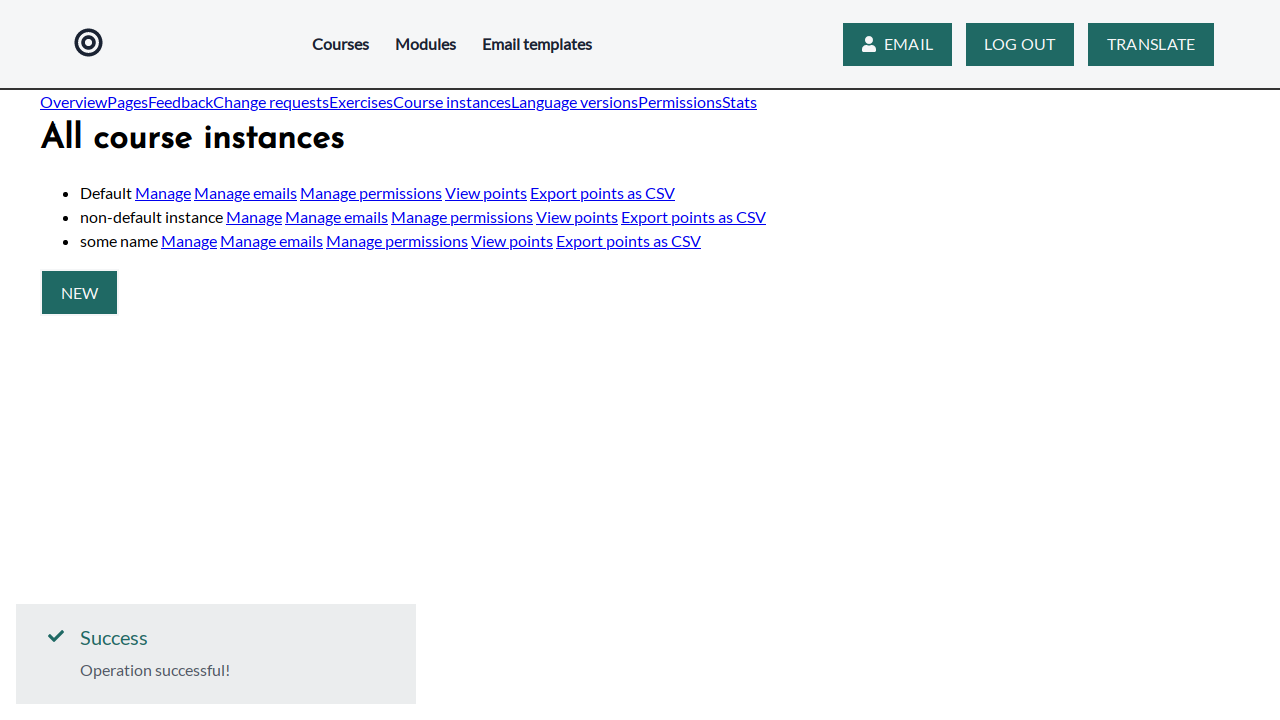 Courses Modules Email templates EMAIL LOG OUT TRANSLATE
OverviewPagesFeedbackChange requestsExercisesCourse instancesLanguage versionsPermissionsStats
All course instances
Default Manage Manage emails Manage permissions View points Export points as CSV
non-default instance Manage Manage emails Manage permissions View points Export points as CSV
some name Manage Manage emails Manage permissions View points Export points as CSV
NEW
Success
Operation successful!